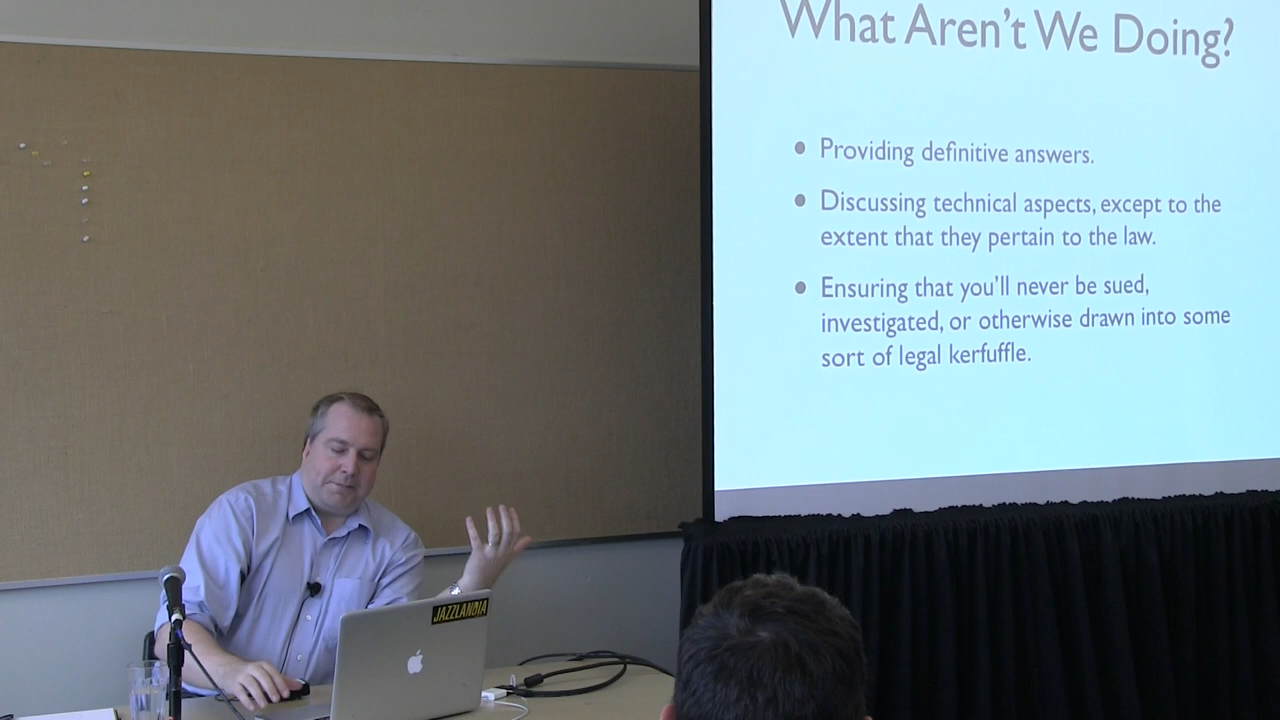 What Aren't We Doing?
• Providing definitive answers.
• Discussing technical aspects, except to the
extent that they pertain to the law.
• Ensuring that you'll never be sued,
investigated, or otherwise drawn into some
sort of legal kerfuffle.
JAZZLANDIA